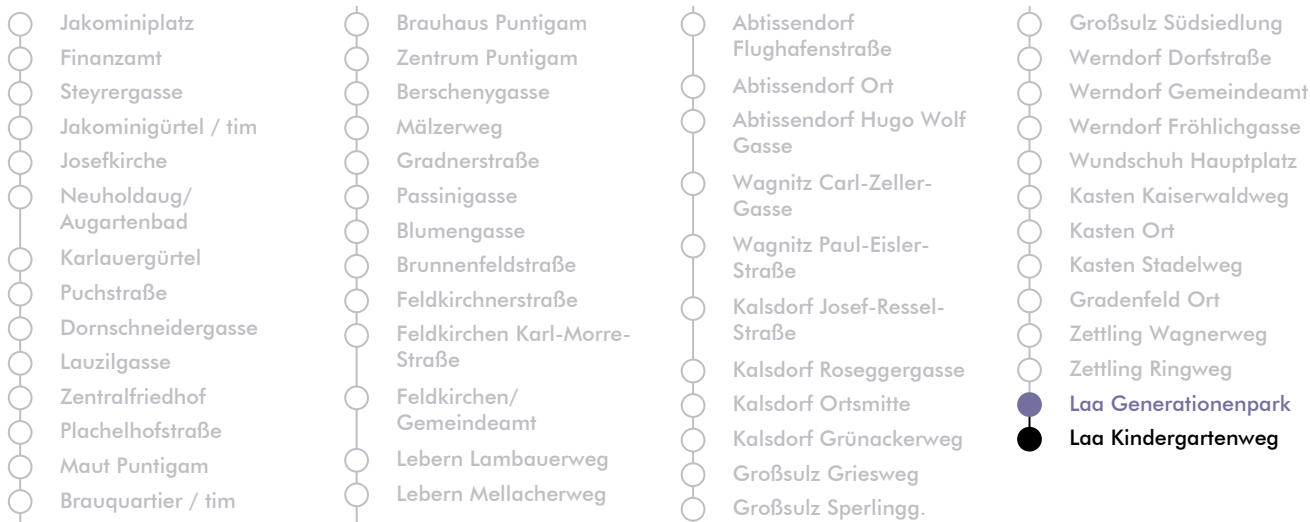 Jakominiplatz
Finanzamt
Steyrergasse
Jakominigürtel / tim
Josefkirche
Neuholdaug/
Augartenbad
Karlauergürtel
Puchstraße
Dornschneidergasse
Lauzilgasse
Zentralfriedhof
Plachelhofstraße
Maut Puntigam
Brauquartier / tim
Brauhaus Puntigam
Zentrum Puntigam
Berschenygasse
Mälzerweg
Gradnerstraße
Passinigasse
Blumengasse
Brunnenfeldstraße
Feldkirchnerstraße
Feldkirchen Karl-Morre-
Straße
Feldkirchen/
Gemeindeamt
Lebern Lambauerweg
Lebern Mellacherweg
Abtissendorf
Flughafenstraße
Abtissendorf Ort
Abtissendorf Hugo Wolf
Gasse
Wagnitz Carl-Zeller-
Gasse
Wagnitz Paul-Eisler-
Straße
Kalsdorf Josef-Ressel-
Straße
Kalsdorf Roseggergasse
Kalsdorf Ortsmitte
Kalsdorf Grünackerweg
Großsulz Griesweg
Großsulz Sperlingg.
Großsulz Südsiedlung
Werndorf Dorfstraße
Werndorf Gemeindeamt
Werndorf Fröhlichgasse
Wundschuh Hauptplatz
Kasten Kaiserwaldweg
Kasten Ort
Kasten Stadelweg
Gradenfeld Ort
Zettling Wagnerweg
Zettling Ringweg
Laa Generationenpark
Laa Kindergartenweg